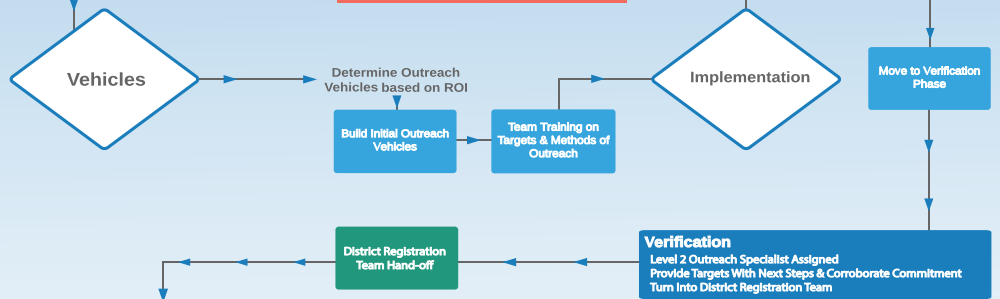 Vehicles
Determine Outreach
Vehicles based on ROI
Build Initial Outreach
Vehicles
Team Training on
Targets & Methods of
Outreach
Implementation
Move to Verification
Phase
District Registration
Team Hand-off
Verification
Level 2 Outreach Specialist Assigned
Provide Targets With Next Steps & Corroborate Commitment
Turn Into District Registration Team